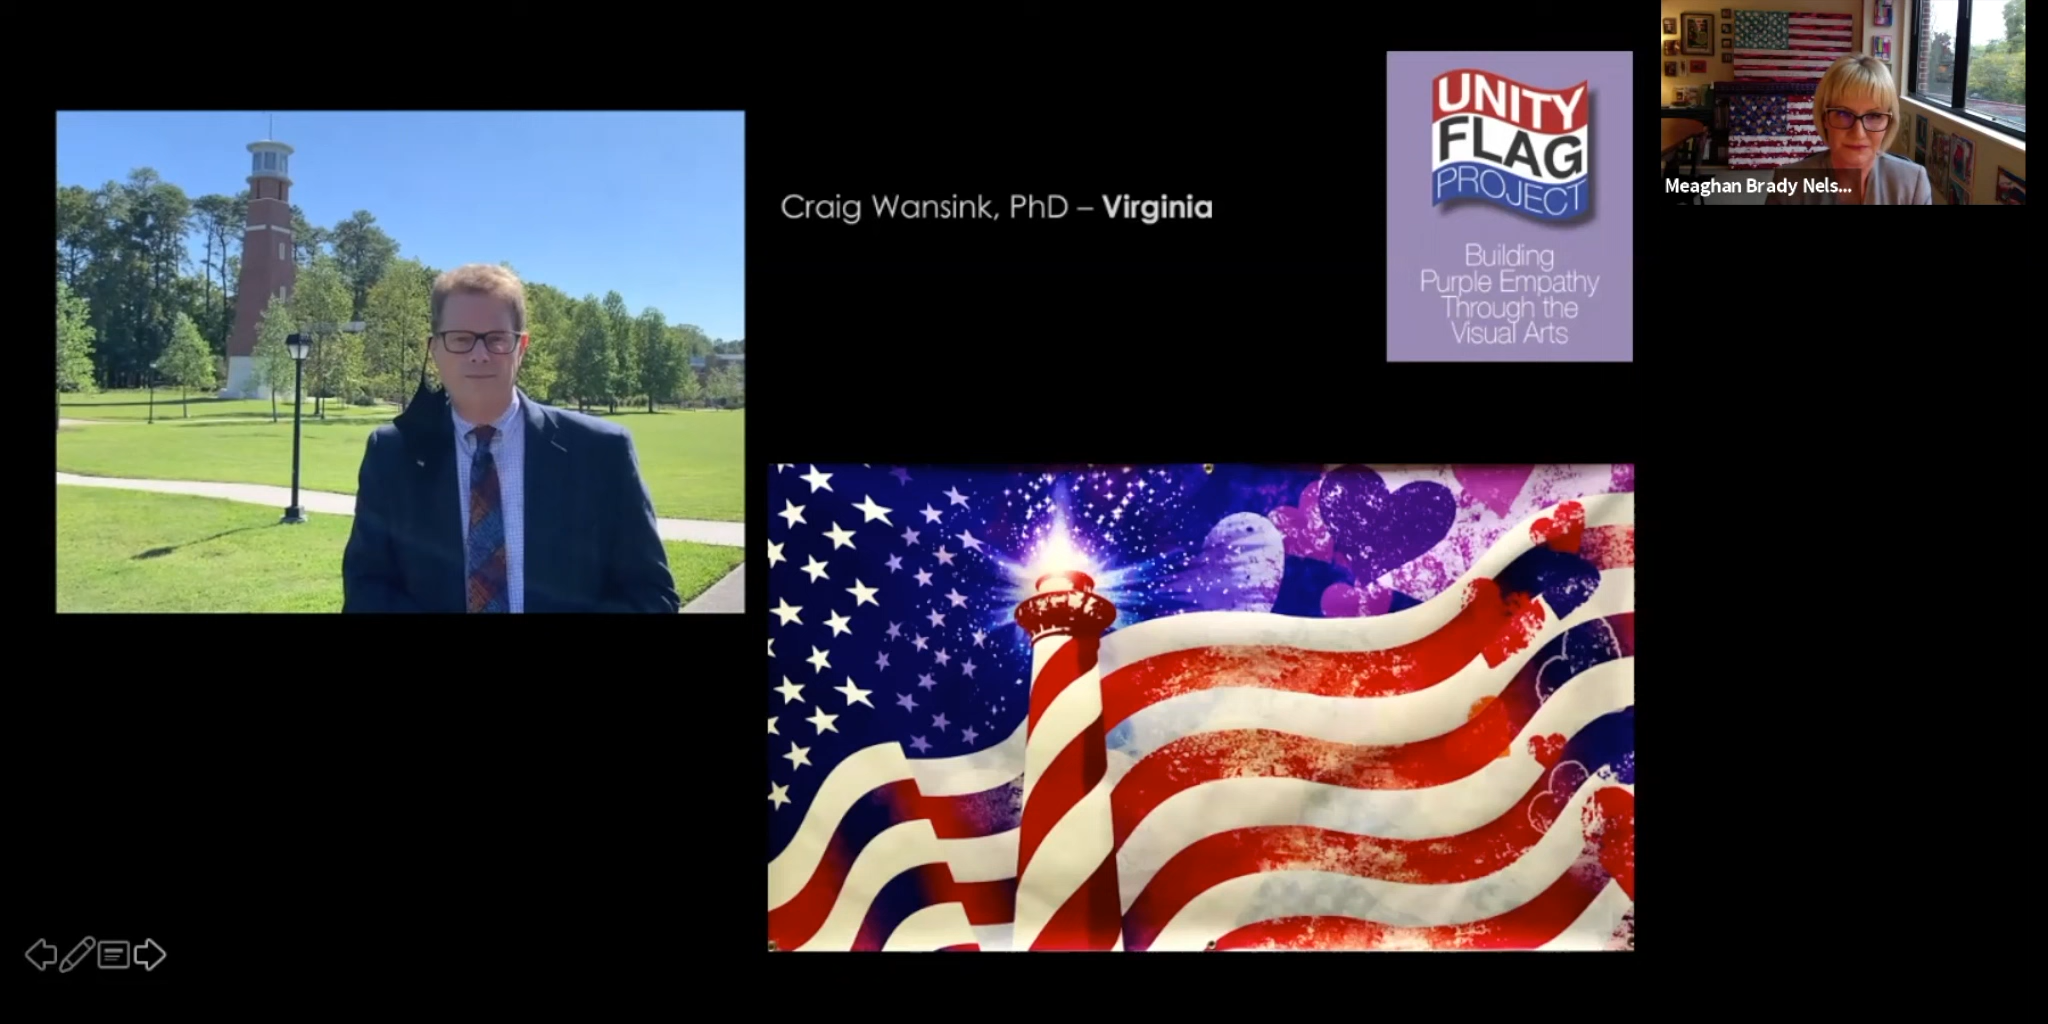 Craig Wansink, PhD – Virginia
UNITY
FLAG
PROJECT
Building
Purple Empathy
Through the
Visual Arts
Meaghan Brady Nels...